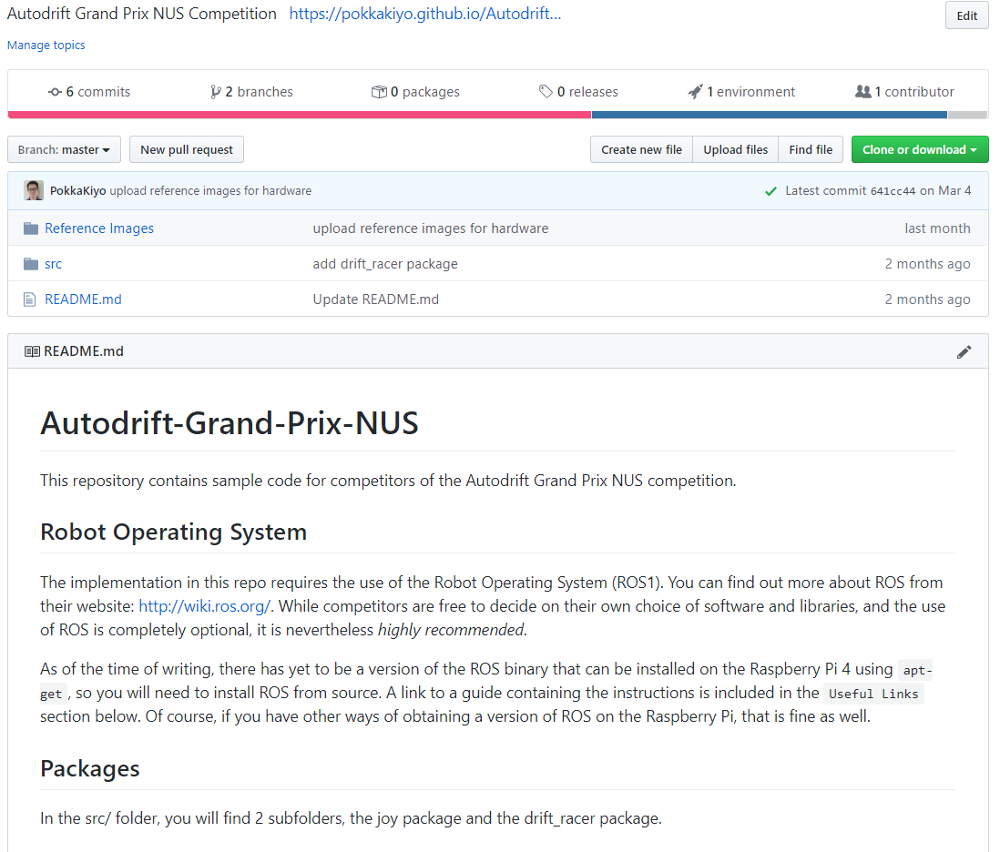 Autodrift Grand Prix NUS Competition https://pokkakiyo.github.io/Autodrift... Edit
Manage topics
6 commits 2 branches 0 packages 0 releases 1 environment 1 contributor
Branch: master New pull request Create new file Upload files Find file Clone or download
PokkaKiyo upload reference images for hardware Latest commit 641cc44 on Mar 4
Reference Images upload reference images for hardware last month
src add drift_racer package 2 months ago
README.md Update README.md 2 months ago
README.md
Autodrift-Grand-Prix-NUS
This repository contains sample code for competitors of the Autodrift Grand Prix NUS competition.
Robot Operating System
The implementation in this repo requires the use of the Robot Operating System (ROS1). You can find out more about ROS from
their website: http://wiki.ros.org/. While competitors are free to decide on their own choice of software and libraries, and the use
of ROS is completely optional, it is nevertheless highly recommended.
As of the time of writing, there has yet to be a version of the ROS binary that can be installed on the Raspberry Pi 4 using apt-
get , so you will need to install ROS from source. A link to a guide containing the instructions is included in the Useful Links
section below. Of course, if you have other ways of obtaining a version of ROS on the Raspberry Pi, that is fine as well.
Packages
In the src/ folder, you will find 2 subfolders, the joy package and the drift_racer package.